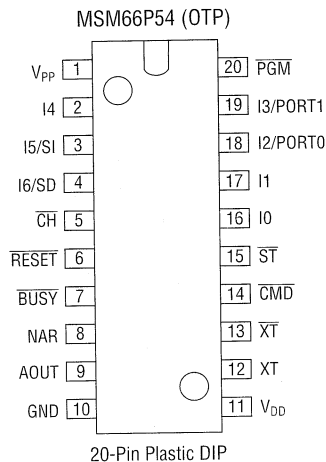 MSM66P54 (OTP)
VPP 1 20 PGM
I4 2 19 I3/PORT1
I5/SI 3 18 I2/PORT0
I6/SD 4 17 I1
CH 5 16 I0
RESET 6 15 ST
BUSY 7 14 CMD
NAR 8 13 XT
AOUT 9 12 XT
GND 10 11 VDD
20-Pin Plastic DIP